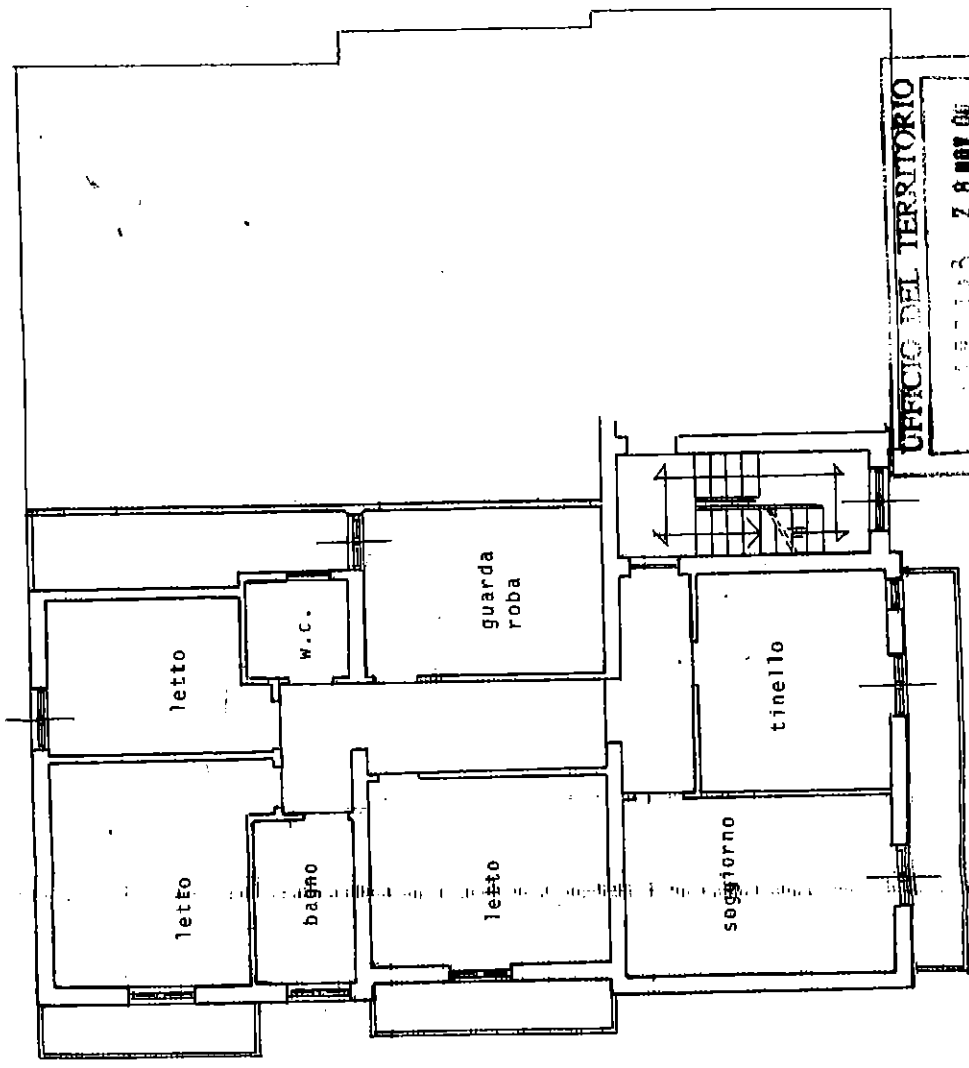 letto
letto
w.c.
bagno
guarda
roba
letto
tinello
soggiorno
UFFICIO DEL TERRITORIO